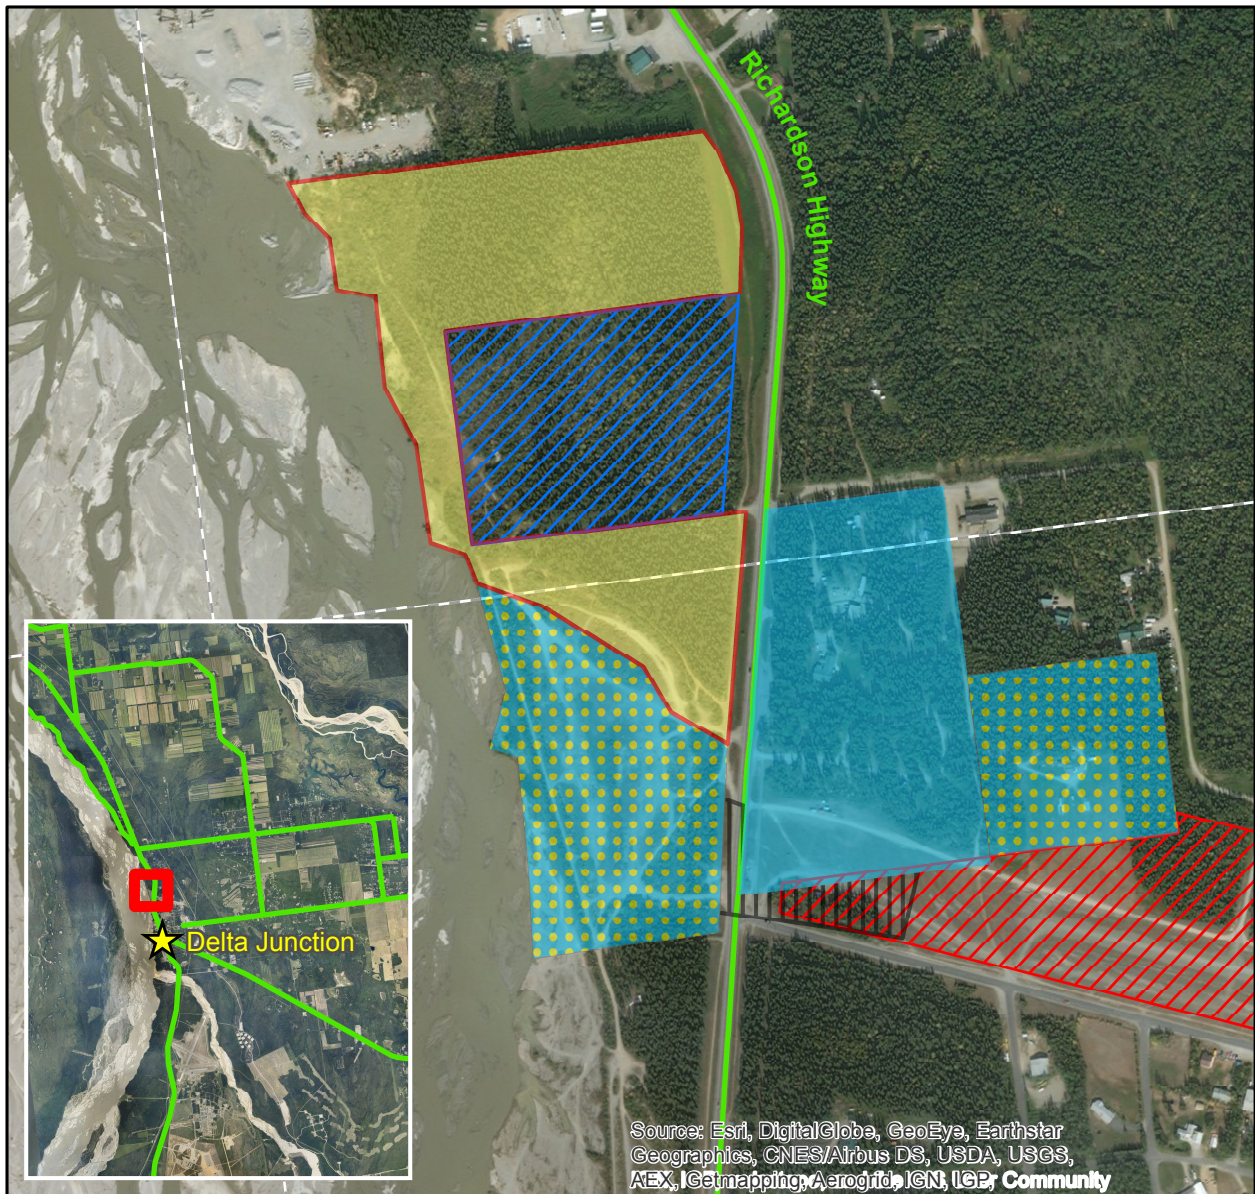 Richardson Highway
Delta Junction
Source: Esri, DigitalGlobe, GeoEye, Earthstar
Geographics, CNES/Airbus DS, USDA, USGS,
AEX, Getmapping, Aerogrid, IGN, IGP, Community